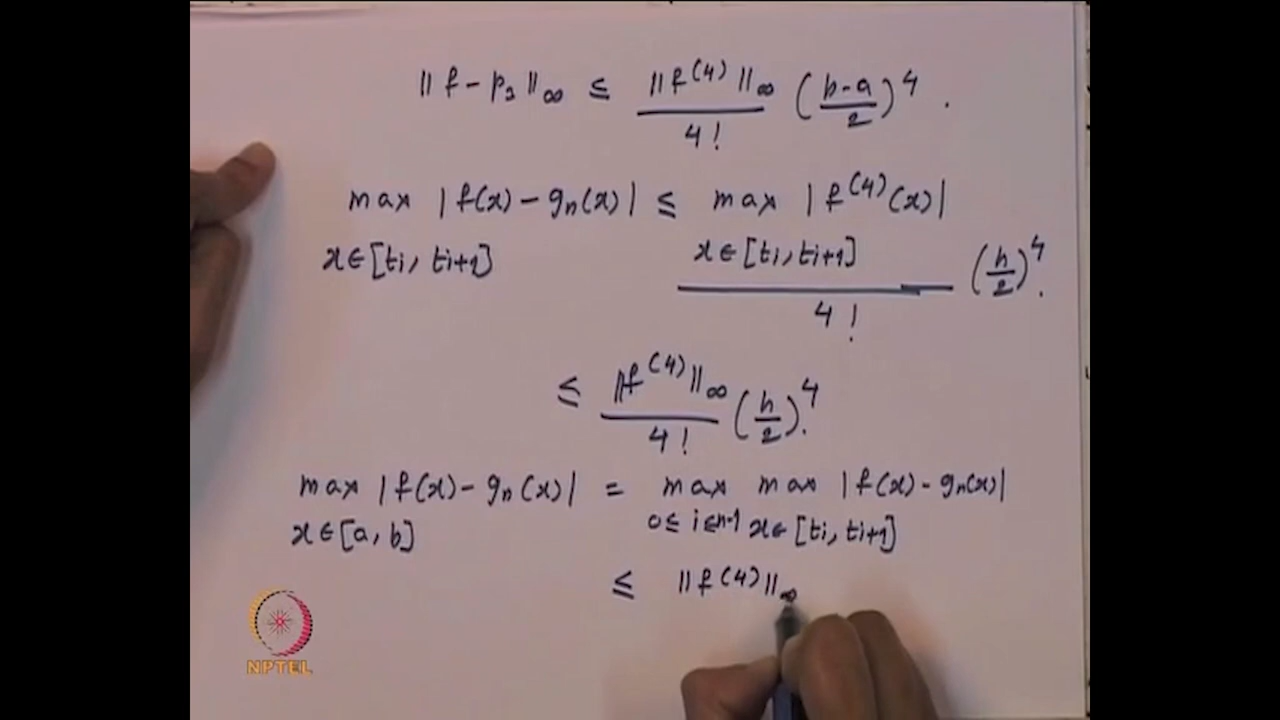 ‖f - p₃‖∞ ≤ ‖f⁽⁴⁾‖∞ / 4! ((b-a)/2)⁴ .
max |f(x) - gₙ(x)| ≤ max |f⁽⁴⁾(x)|
x ∈ [tᵢ, tᵢ₊₁] x ∈ [tᵢ, tᵢ₊₁] (h/2)⁴ .
4!
≤ ‖f⁽⁴⁾‖∞ / 4! (h/2)⁴ .
max |f(x) - gₙ(x)| = max max |f(x) - gₙ(x)|
x ∈ [a, b] 0 ≤ i ≤ n-1 x ∈ [tᵢ, tᵢ₊₁]
≤ ‖f⁽⁴⁾‖∞
NPTEL